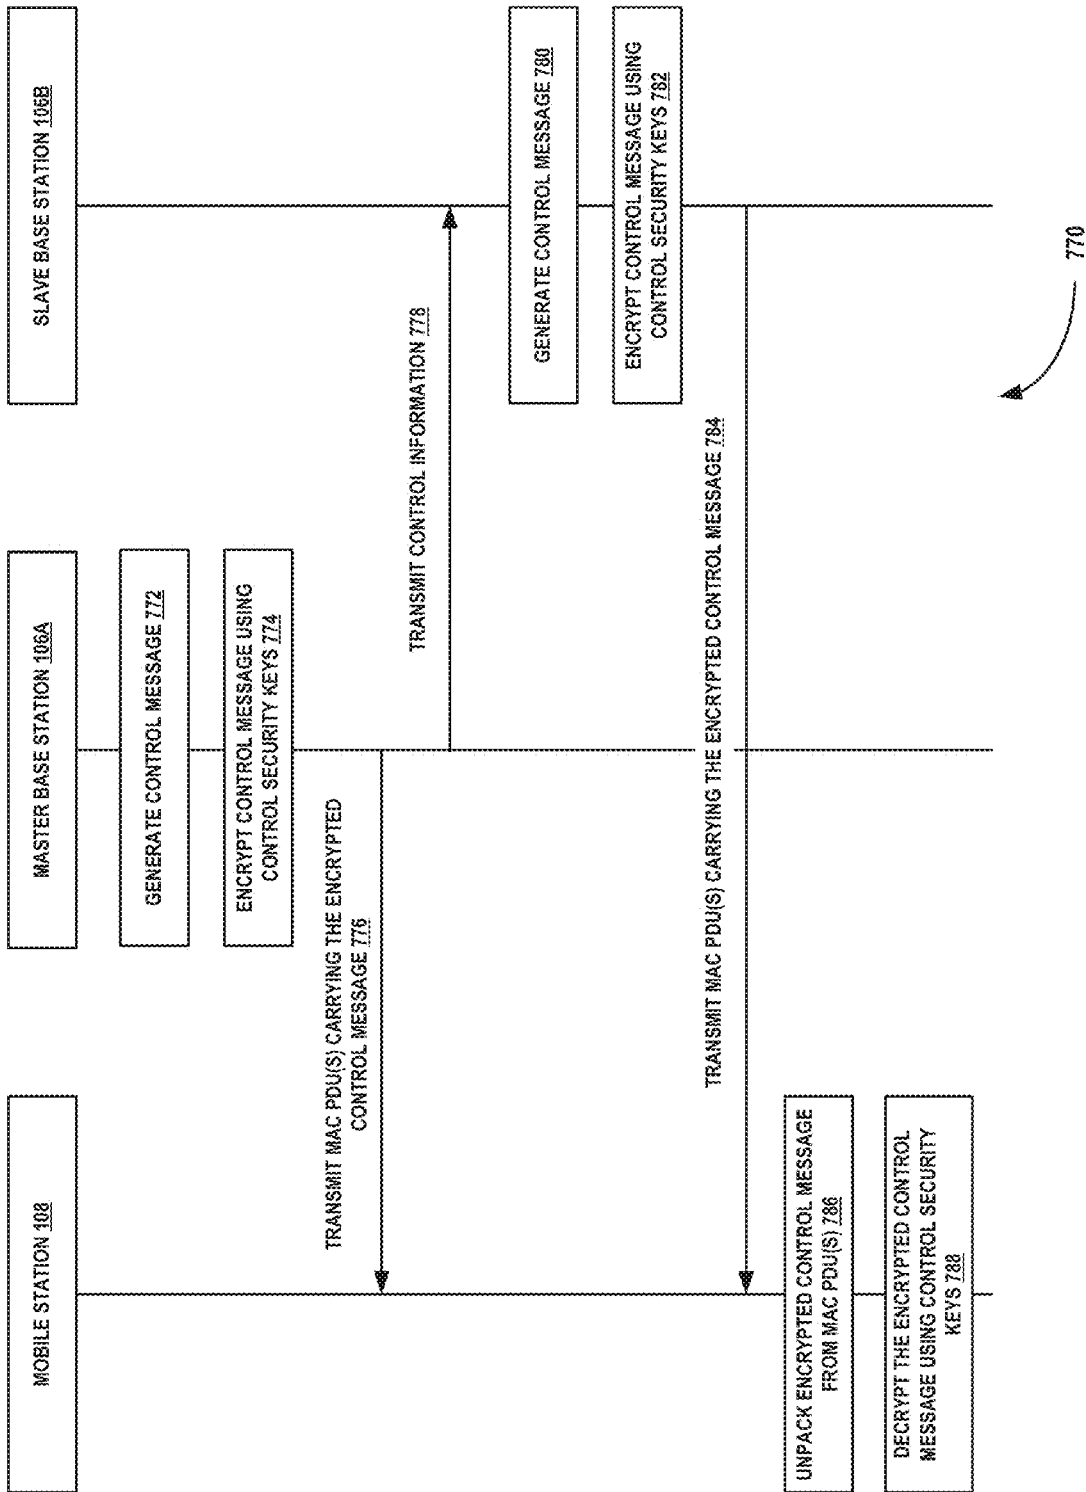 MOBILE STATION 108
MASTER BASE STATION 106A
SLAVE BASE STATION 106B
GENERATE CONTROL MESSAGE 772
ENCRYPT CONTROL MESSAGE USING
CONTROL SECURITY KEYS 774
TRANSMIT MAC PDU(S) CARRYING THE ENCRYPTED
CONTROL MESSAGE 776
TRANSMIT CONTROL INFORMATION 778
GENERATE CONTROL MESSAGE 780
ENCRYPT CONTROL MESSAGE USING
CONTROL SECURITY KEYS 782
TRANSMIT MAC PDU(S) CARRYING THE ENCRYPTED CONTROL MESSAGE 784
UNPACK ENCRYPTED CONTROL MESSAGE
FROM MAC PDU(S) 786
DECRYPT THE ENCRYPTED CONTROL
MESSAGE USING CONTROL SECURITY
KEYS 788
770